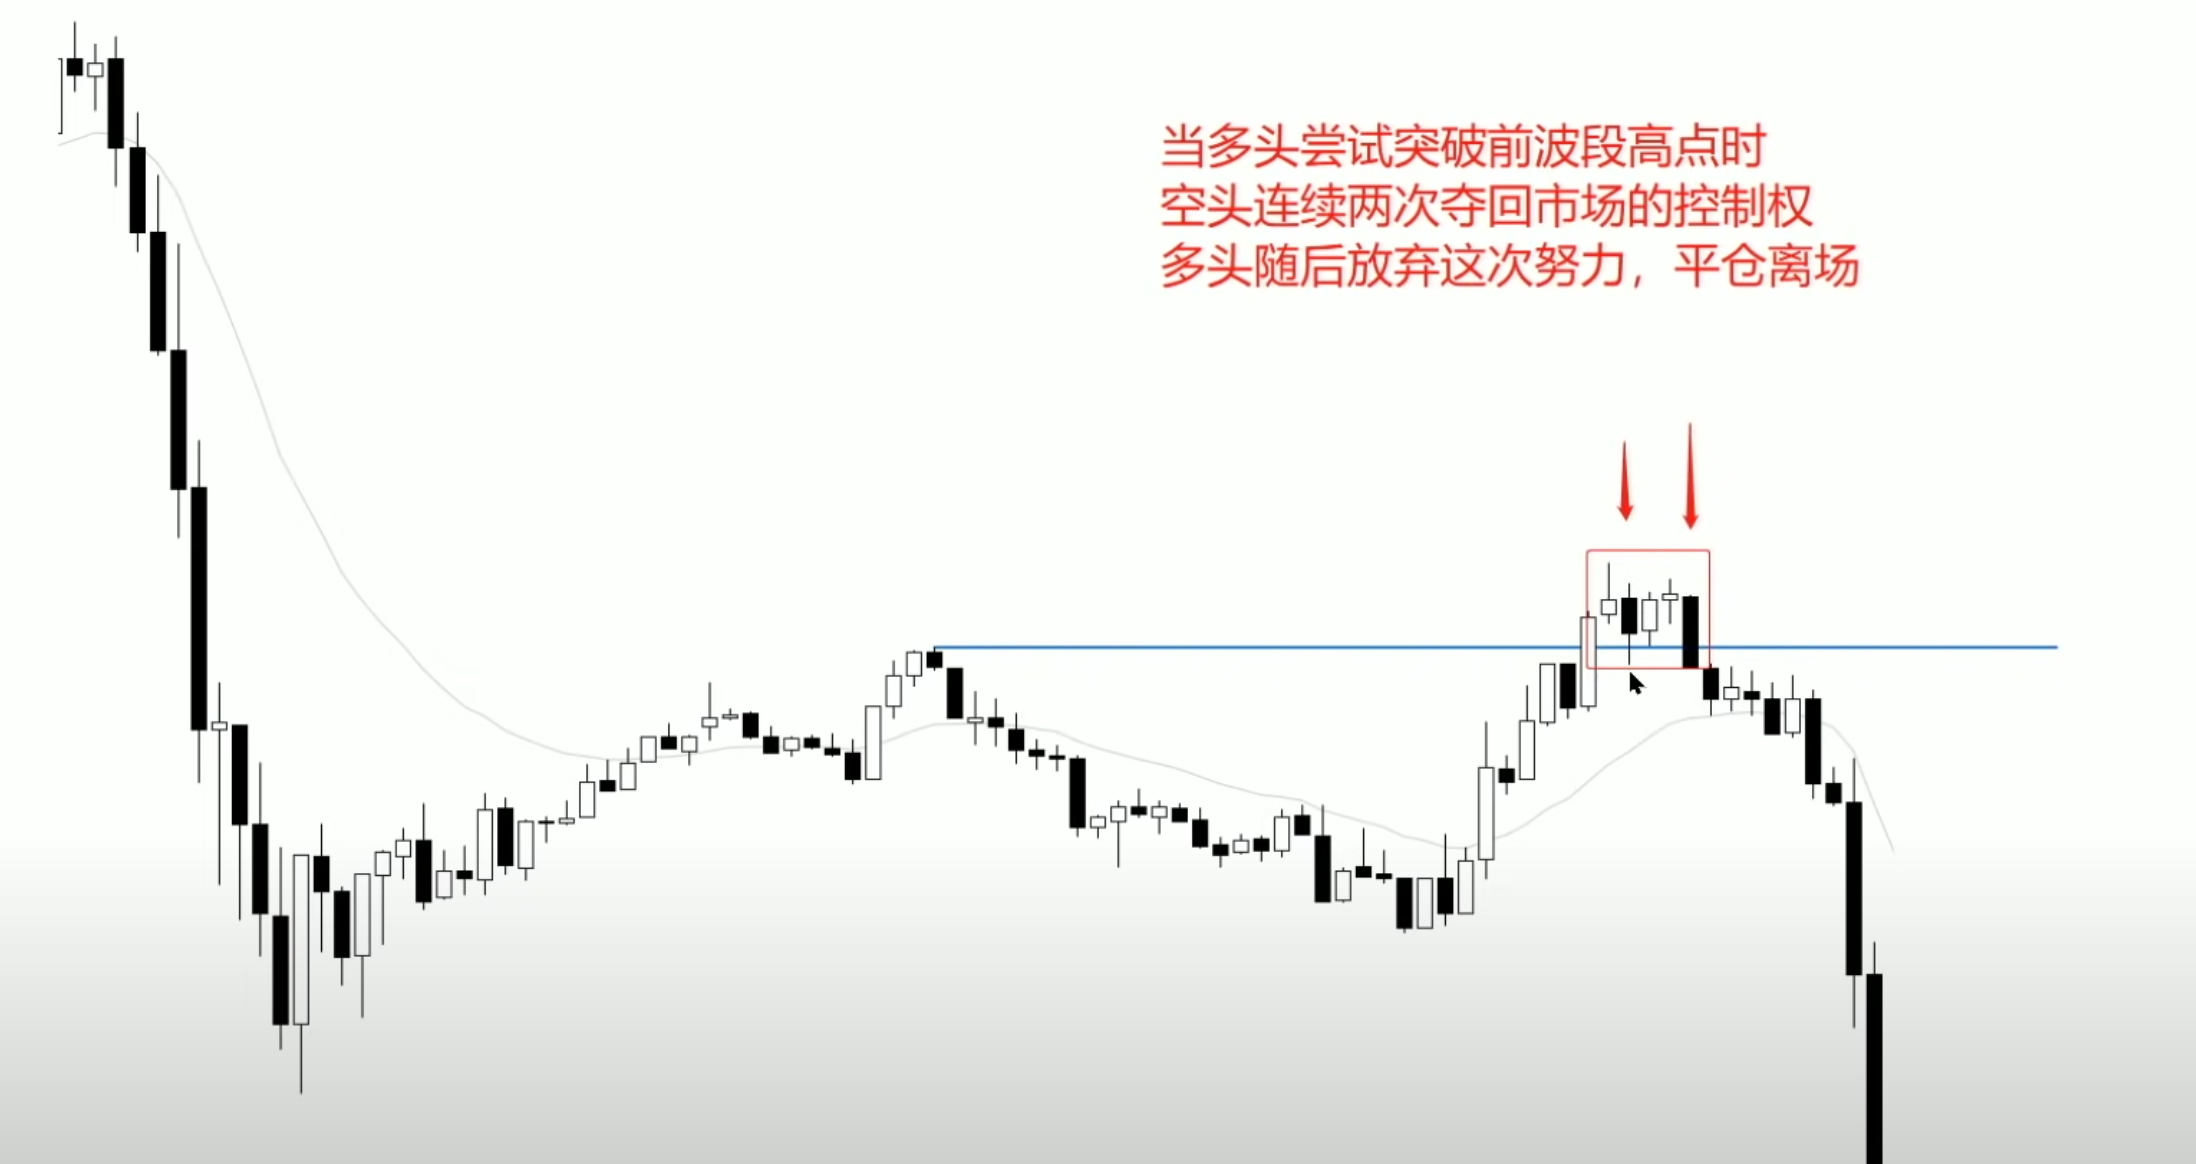 当多头尝试突破前波段高点时
空头连续两次夺回市场的控制权
多头随后放弃这次努力，平仓离场